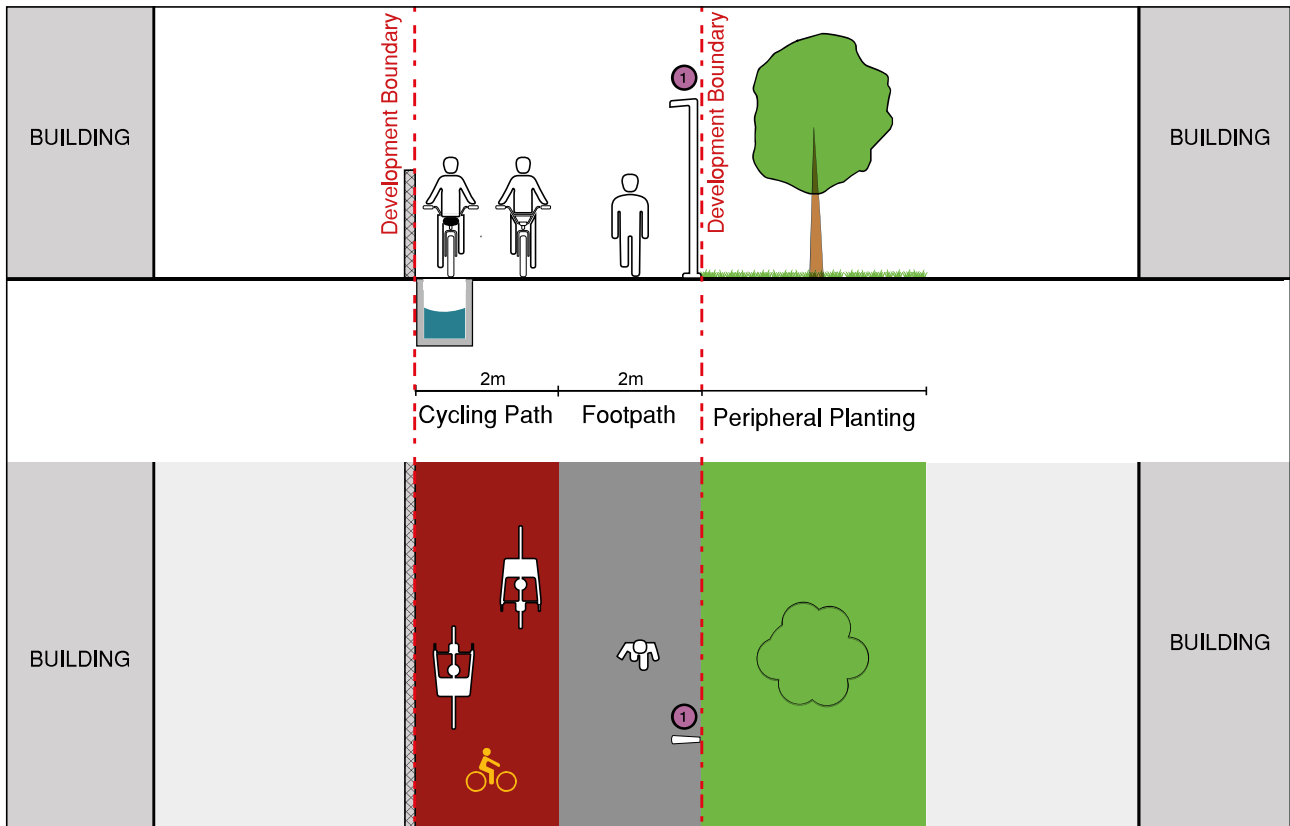 BUILDING
Development Boundary
1
Development Boundary
BUILDING
2m
2m
Cycling Path
Footpath
Peripheral Planting
BUILDING
1
BUILDING